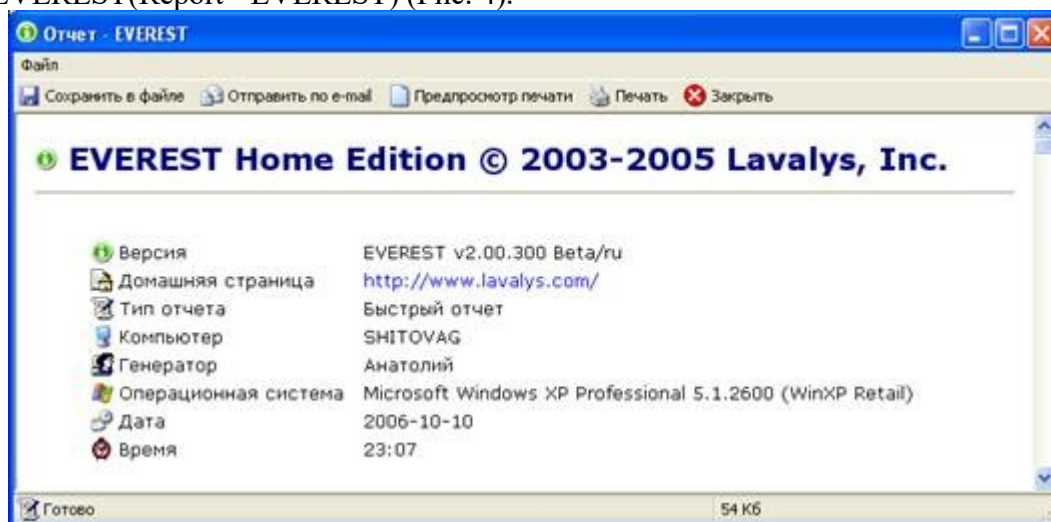 EVEREST(Report - EVEREST) (Рис. 4).
Отчет - EVEREST
Файл
Сохранить в файле Отправить по e-mail Предпросмотр печати Печать Закрыть
EVEREST Home Edition © 2003-2005 Lavalys, Inc.
Версия EVEREST v2.00.300 Beta/ru
Домашняя страница http://www.lavalys.com/
Тип отчета Быстрый отчет
Компьютер SHITOVAG
Генератор Анатолий
Операционная система Microsoft Windows XP Professional 5.1.2600 (WinXP Retail)
Дата 2006-10-10
Время 23:07
Готово 54 Кб